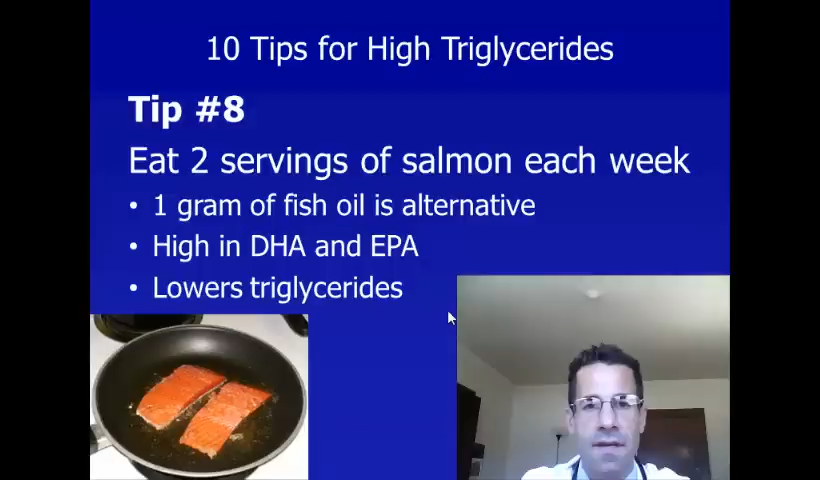 10 Tips for High Triglycerides
Tip #8
Eat 2 servings of salmon each week
• 1 gram of fish oil is alternative
• High in DHA and EPA
• Lowers triglycerides